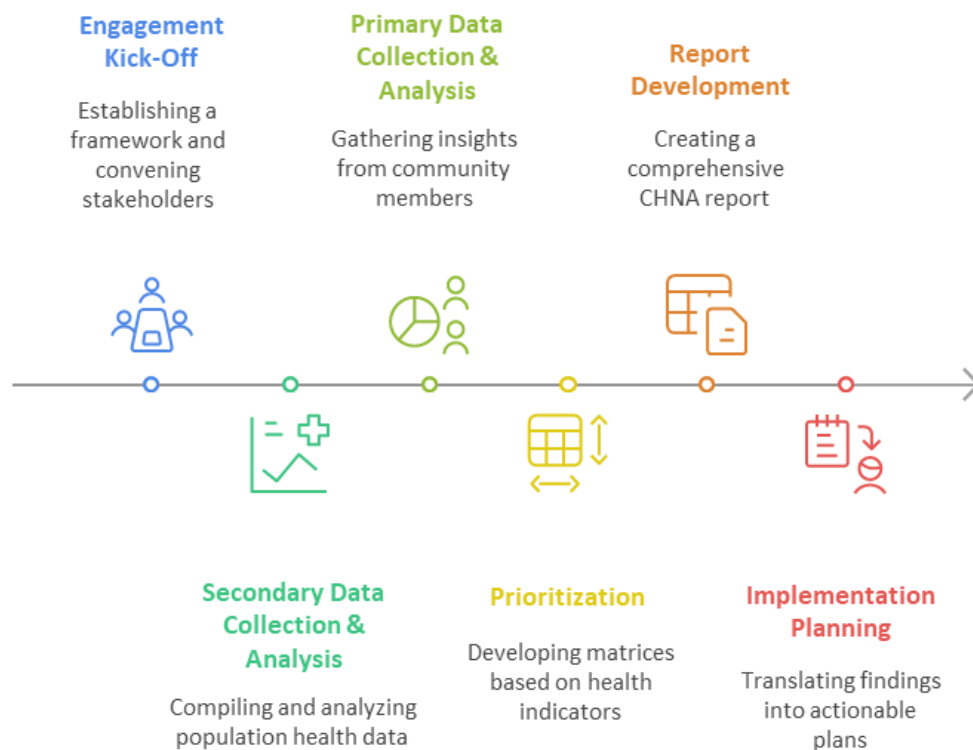 Engagement
Kick-Off
Establishing a
framework and
convening
stakeholders
Primary Data
Collection &
Analysis
Gathering insights
from community
members
Report
Development
Creating a
comprehensive
CHNA report
Secondary Data
Collection &
Analysis
Compiling and analyzing
population health data
Prioritization
Developing matrices
based on health
indicators
Implementation
Planning
Translating findings
into actionable
plans